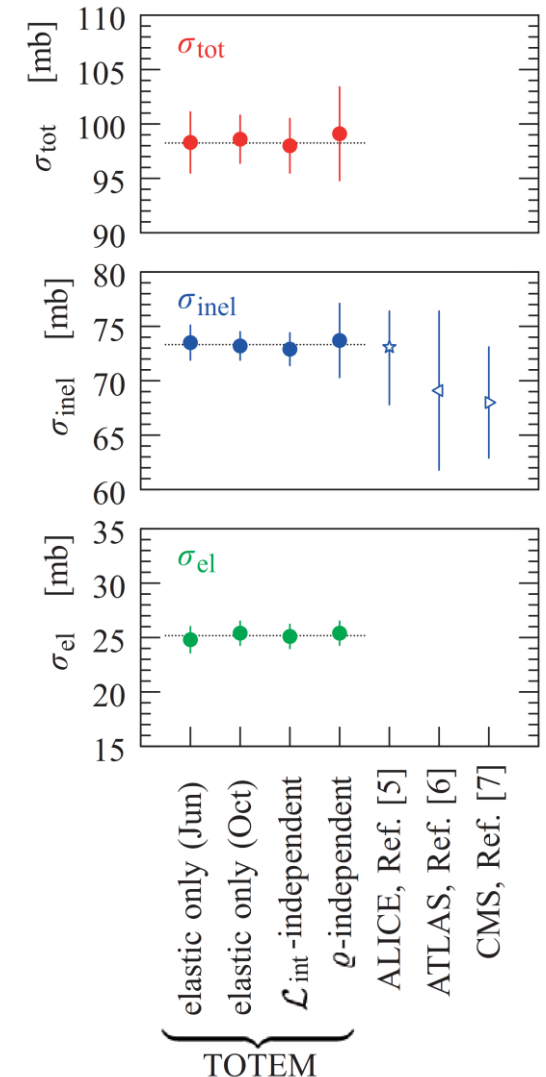 σtot [mb]
110
105
100
95
90
σtot
σinel [mb]
80
75
70
65
60
σinel
σel [mb]
35
30
25
20
15
σel
elastic only (Jun)
elastic only (Oct)
ℒint-independent
ϱ-independent
ALICE, Ref. [5]
ATLAS, Ref. [6]
CMS, Ref. [7]
TOTEM